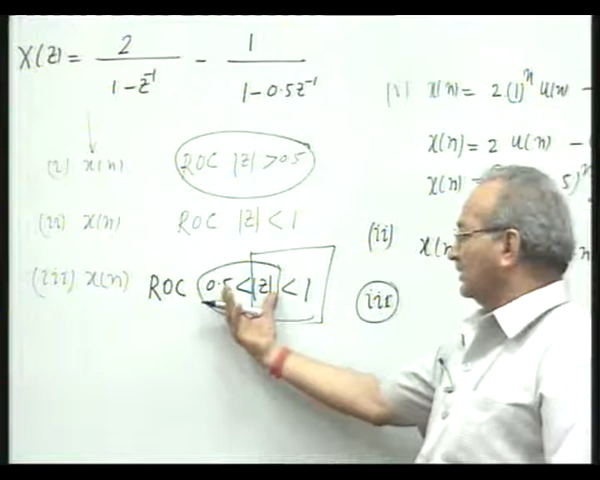 X(z) = 2 / (1 - z⁻¹) - 1 / (1 - 0.5z⁻¹)
(i) x(n) ROC |z| > 0.5
(ii) x(n) ROC |z| < 1
(iii) x(n) ROC 0.5 < |z| < 1
(i) x(n) = 2 (1)ⁿ u(n) -
x(n) = 2 u(n) - (
x(n) = 5)ⁿ
(ii) x(n
(iii